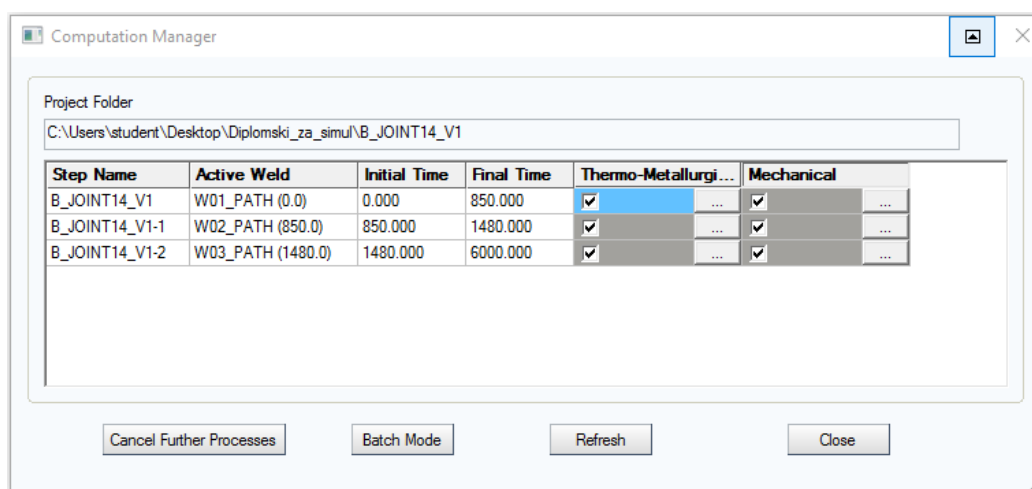 Computation Manager
Project Folder
C:\Users\student\Desktop\Diplomski_za_simul\B_JOINT14_V1
Step Name Active Weld Initial Time Final Time Thermo-Metallurgi... Mechanical
B_JOINT14_V1 W01_PATH (0.0) 0.000 850.000 ... ...
B_JOINT14_V1-1 W02_PATH (850.0) 850.000 1480.000 ... ...
B_JOINT14_V1-2 W03_PATH (1480.0) 1480.000 6000.000 ... ...
Cancel Further Processes Batch Mode Refresh Close